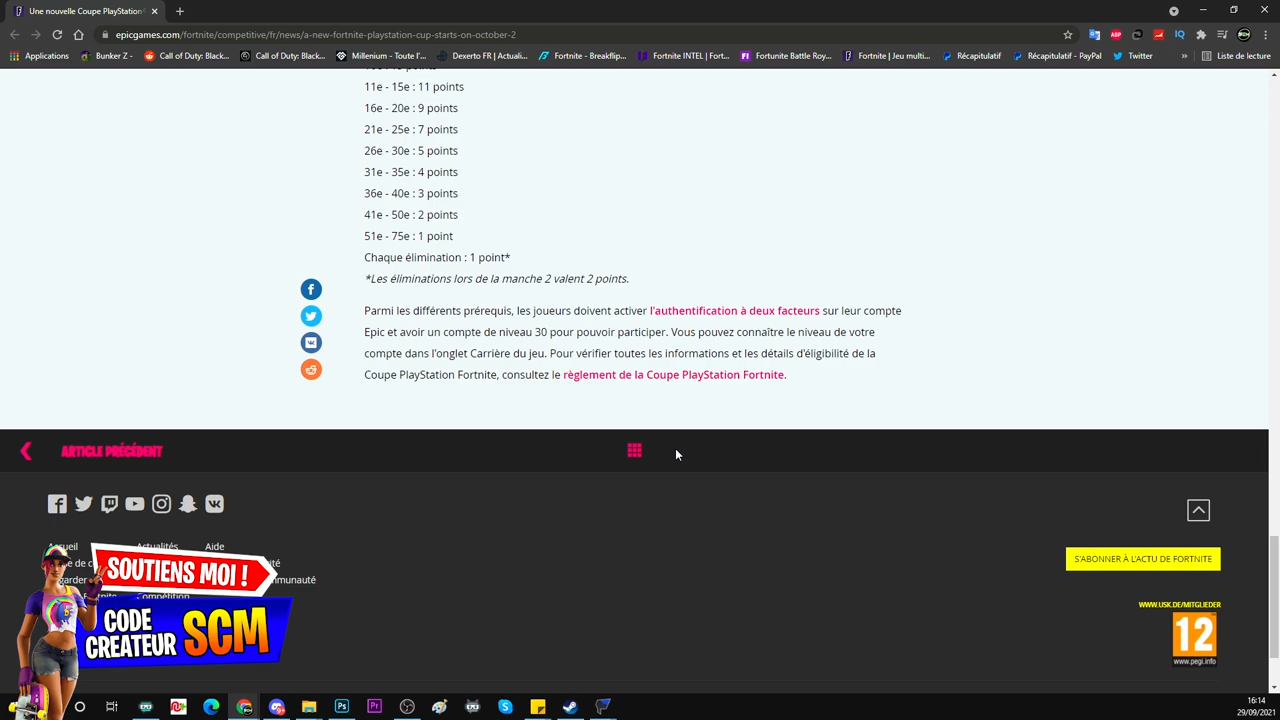 Une nouvelle Coupe PlayStation
epicgames.com/fortnite/competitive/fr/news/a-new-fortnite-playstation-cup-starts-on-october-2
Applications
Bunker Z -
Call of Duty: Black...
Call of Duty: Black...
Millenium - Toute l'...
Dexerto FR | Actuali...
Fortnite - Breakflip...
Fortnite INTEL | Fort...
Fortnite Battle Roy...
Fortnite | Jeu multi...
Récapitulatif
Récapitulatif - PayPal
Twitter
»
Liste de lecture
11e - 15e : 11 points
16e - 20e : 9 points
21e - 25e : 7 points
26e - 30e : 5 points
31e - 35e : 4 points
36e - 40e : 3 points
41e - 50e : 2 points
51e - 75e : 1 point
Chaque élimination : 1 point*
*Les éliminations lors de la manche 2 valent 2 points.
Parmi les différents prérequis, les joueurs doivent activer l'authentification à deux facteurs sur leur compte
Epic et avoir un compte de niveau 30 pour pouvoir participer. Vous pouvez connaître le niveau de votre
compte dans l'onglet Carrière du jeu. Pour vérifier toutes les informations et les détails d'éligibilité de la
Coupe PlayStation Fortnite, consultez le règlement de la Coupe PlayStation Fortnite.
ARTICLE PRÉCÉDENT
Actualités
Aide
Compétition
S'ABONNER À L'ACTU DE FORTNITE
WWW.USK.DE/MITGLIEDER
12
www.pegi.info
SOUTIENS MOI !
CODE
CREATEUR SCM
16:14
29/09/2021